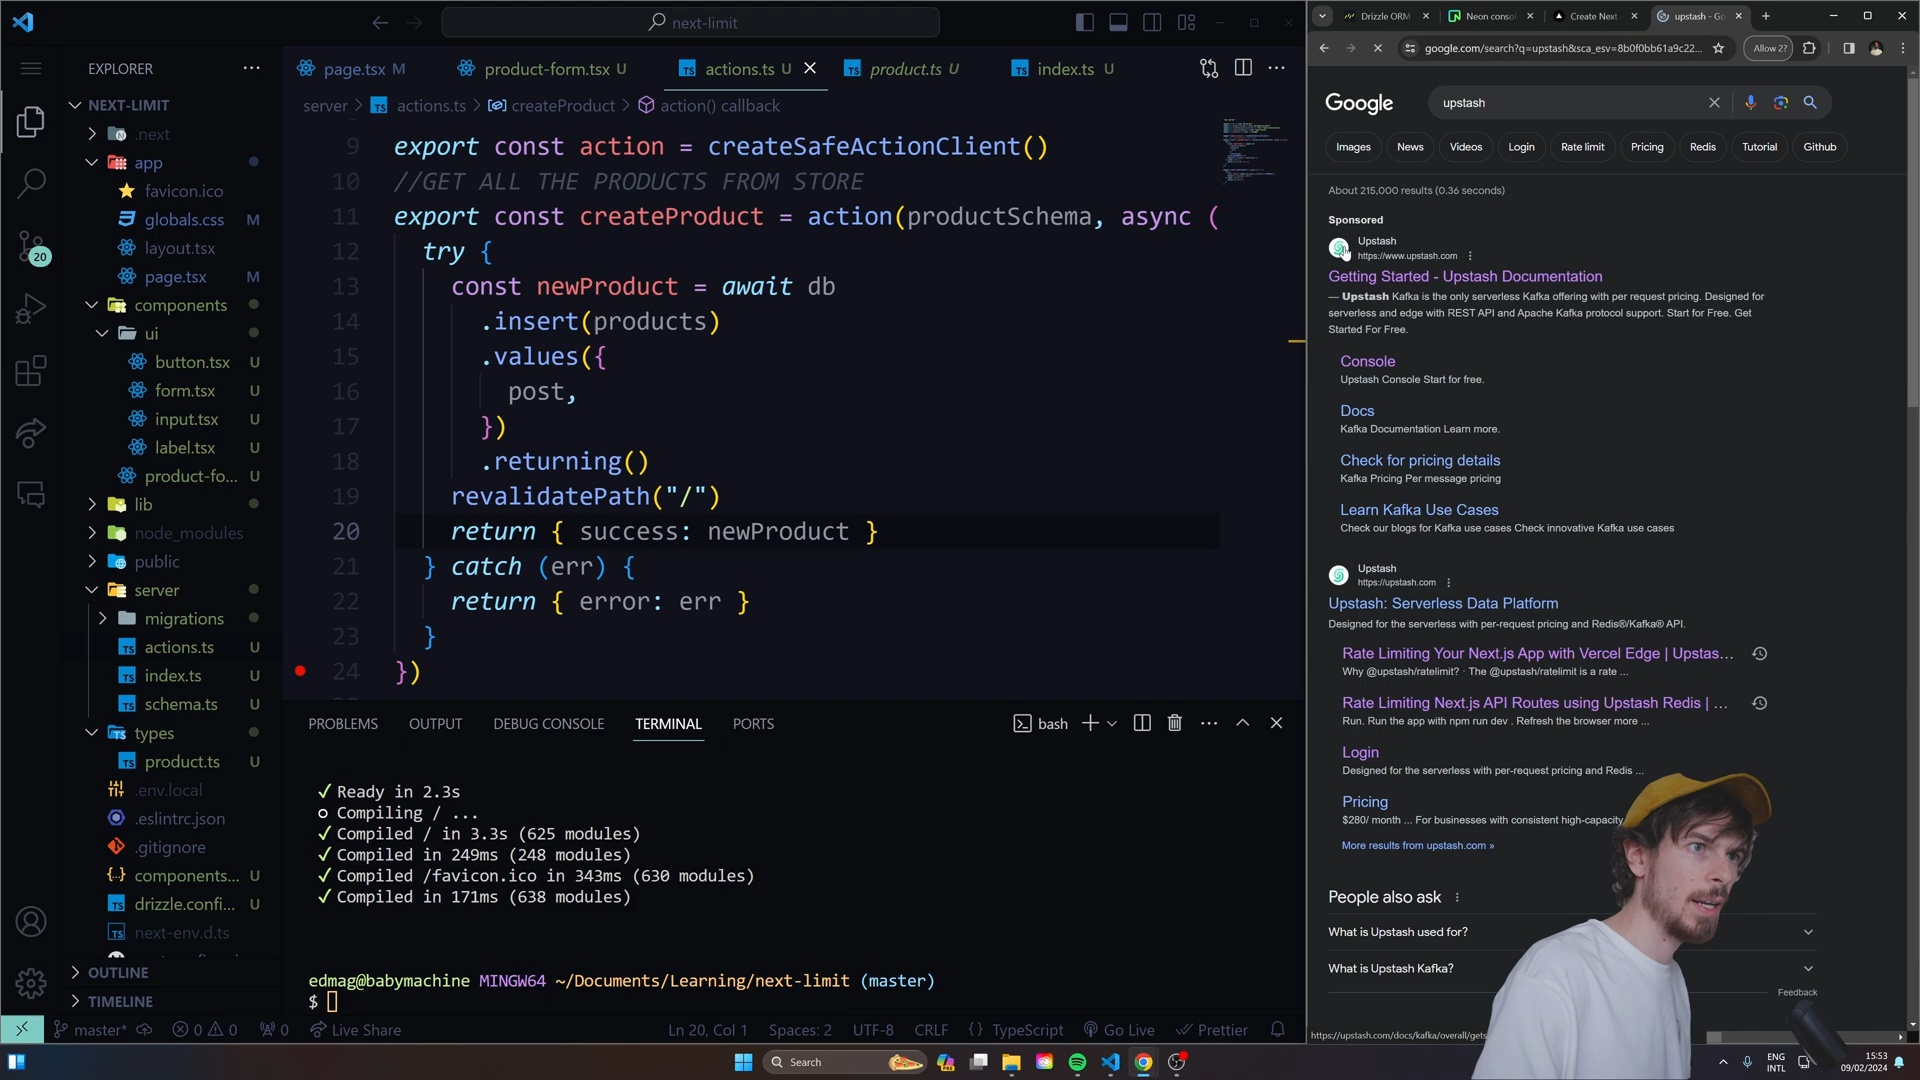 next-limit
EXPLORER
NEXT-LIMIT
.next
app
favicon.ico
globals.css M
layout.tsx
page.tsx M
components
ui
button.tsx U
form.tsx U
input.tsx U
label.tsx U
product-fo... U
lib
node_modules
public
server
migrations
actions.ts U
index.ts U
schema.ts U
types
product.ts U
.env.local
.eslintrc.json
.gitignore
components... U
drizzle.confi... U
next-env.d.ts
OUTLINE
TIMELINE
20
page.tsx M
product-form.tsx U
actions.ts U
product.ts U
index.ts U
server > actions.ts > createProduct > action() callback
9 export const action = createSafeActionClient()
10 //GET ALL THE PRODUCTS FROM STORE
11 export const createProduct = action(productSchema, async (
12 try {
13 const newProduct = await db
14 .insert(products)
15 .values({
16 post,
17 })
18 .returning()
19 revalidatePath("/")
20 return { success: newProduct }
21 } catch (err) {
22 return { error: err }
23 }
24 })
PROBLEMS OUTPUT DEBUG CONSOLE TERMINAL PORTS
bash
✓ Ready in 2.3s
○ Compiling / ...
✓ Compiled / in 3.3s (625 modules)
✓ Compiled in 249ms (248 modules)
✓ Compiled /favicon.ico in 343ms (630 modules)
✓ Compiled in 171ms (638 modules)
edmag@babymachine MINGW64 ~/Documents/Learning/next-limit (master)
$
master* 0 0 0 Live Share
Ln 20, Col 1 Spaces: 2 UTF-8 CRLF {} TypeScript Go Live Prettier
Drizzle ORM
Neon conso
Create Next
upstash - Go
google.com/search?q=upstash&sca_esv=8b0f0bb61a9c22...
Allow 2?
Google
upstash
Images News Videos Login Rate limit Pricing Redis Tutorial Github
About 215,000 results (0.36 seconds)
Sponsored
Upstash
https://www.upstash.com
Getting Started - Upstash Documentation
— Upstash Kafka is the only serverless Kafka offering with per request pricing. Designed for
serverless and edge with REST API and Apache Kafka protocol support. Start for Free. Get
Started For Free.
Console
Upstash Console Start for free.
Docs
Kafka Documentation Learn more.
Check for pricing details
Kafka Pricing Per message pricing
Learn Kafka Use Cases
Check our blogs for Kafka use cases Check innovative Kafka use cases
Upstash
https://upstash.com
Upstash: Serverless Data Platform
Designed for the serverless with per-request pricing and Redis®/Kafka® API.
Rate Limiting Your Next.js App with Vercel Edge | Upstas...
Why @upstash/ratelimit? · The @upstash/ratelimit is a rate ...
Rate Limiting Next.js API Routes using Upstash Redis | ...
Run. Run the app with npm run dev . Refresh the browser more ...
Login
Designed for the serverless with per-request pricing and Redis ...
Pricing
$280/ month ... For businesses with consistent high-capacity
More results from upstash.com »
People also ask
What is Upstash used for?
What is Upstash Kafka?
Feedback
https://upstash.com/docs/kafka/overall/gets
Search
ENG
INTL
15:53
09/02/2024